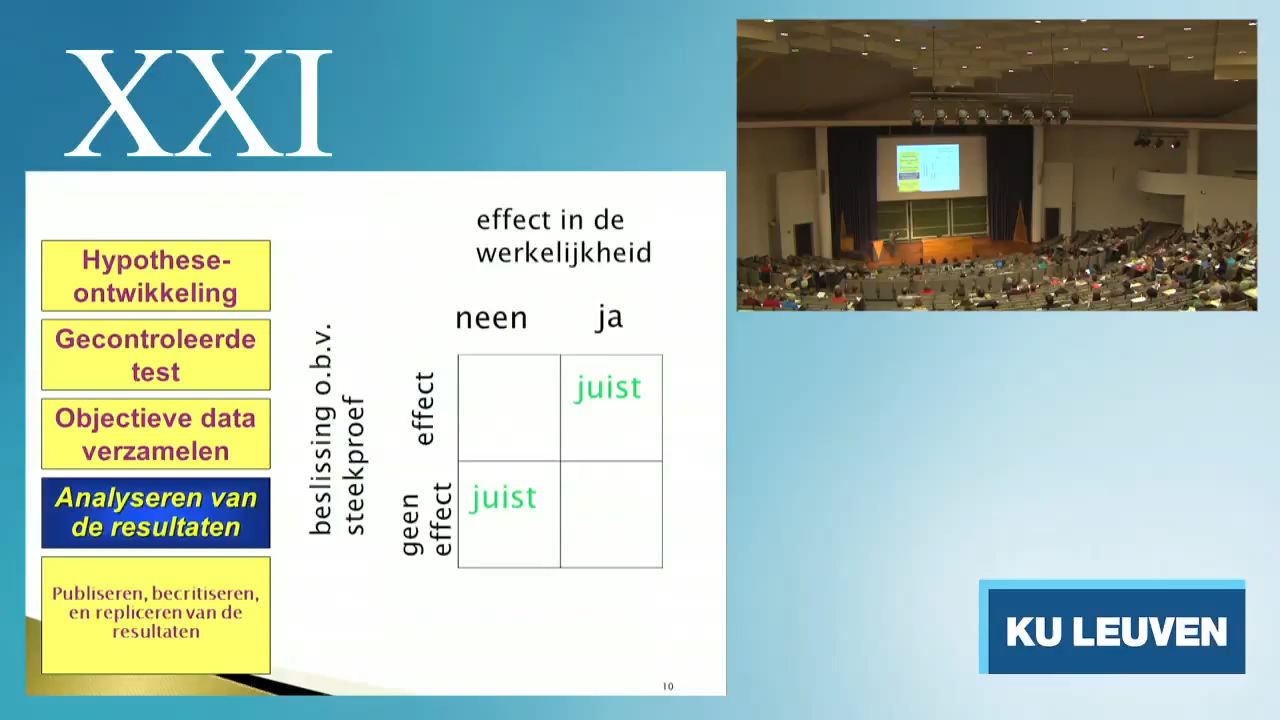 XXI
effect in de
werkelijkheid
neen ja
Hypothese-
ontwikkeling
Gecontroleerde
test
Objectieve data
verzamelen
Analyseren van
de resultaten
Publiseren, becritiseren,
en repliceren van de
resultaten
beslissing o.b.v.
steekproef
effect
juist
geen
effect
juist
10
KU LEUVEN